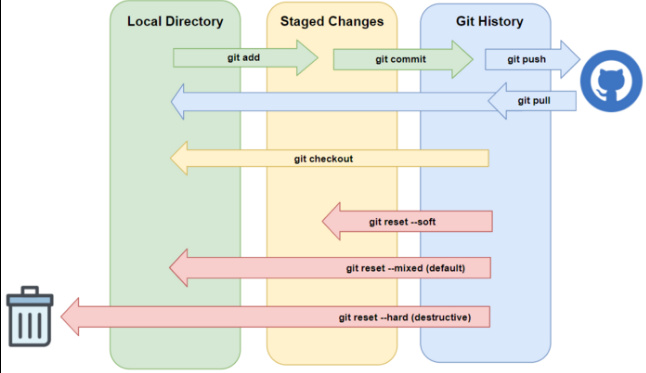 Local Directory
Staged Changes
Git History
git add
git commit
git push
git pull
git checkout
git reset --soft
git reset --mixed (default)
git reset --hard (destructive)